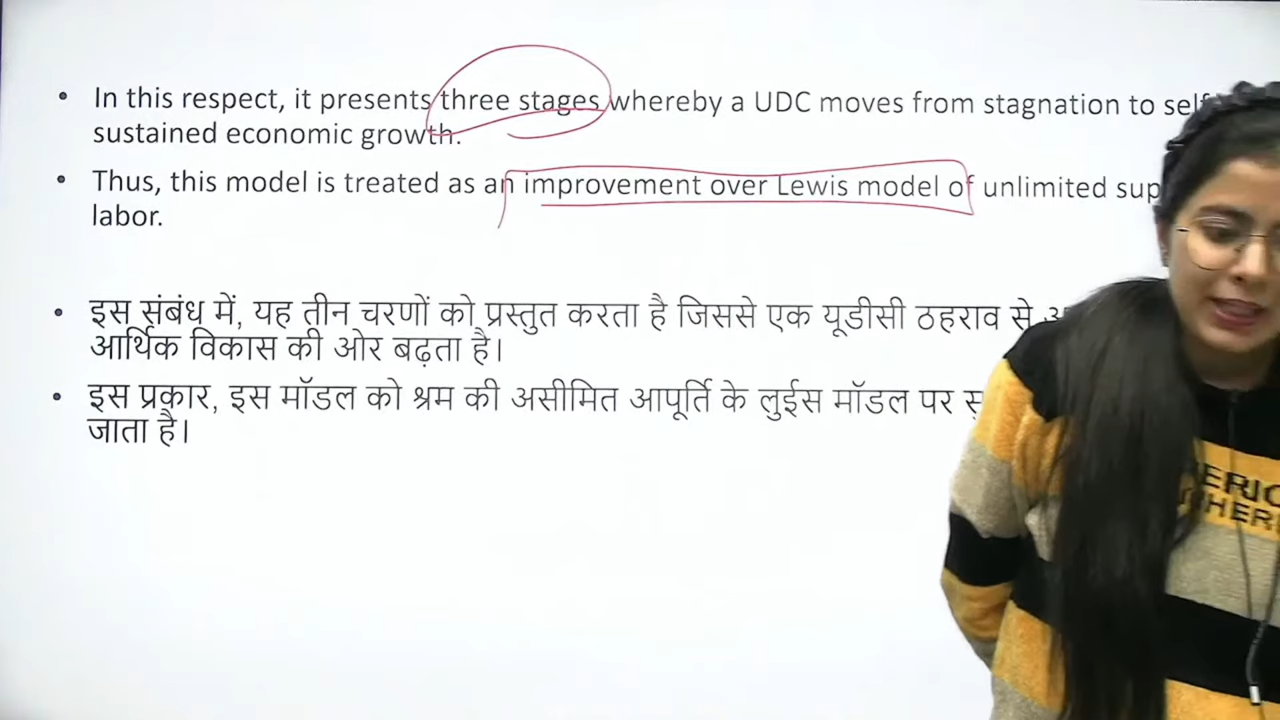 • In this respect, it presents three stages whereby a UDC moves from stagnation to self
sustained economic growth.
• Thus, this model is treated as an improvement over Lewis model of unlimited
labor.
• इस संबंध में, यह तीन चरणों को प्रस्तुत करता है जिससे एक यूडीसी ठहराव से
आर्थिक विकास की ओर बढ़ता है।
• इस प्रकार, इस मॉडल को श्रम की असीमित आपूर्ति के लुईस मॉडल पर
जाता है।